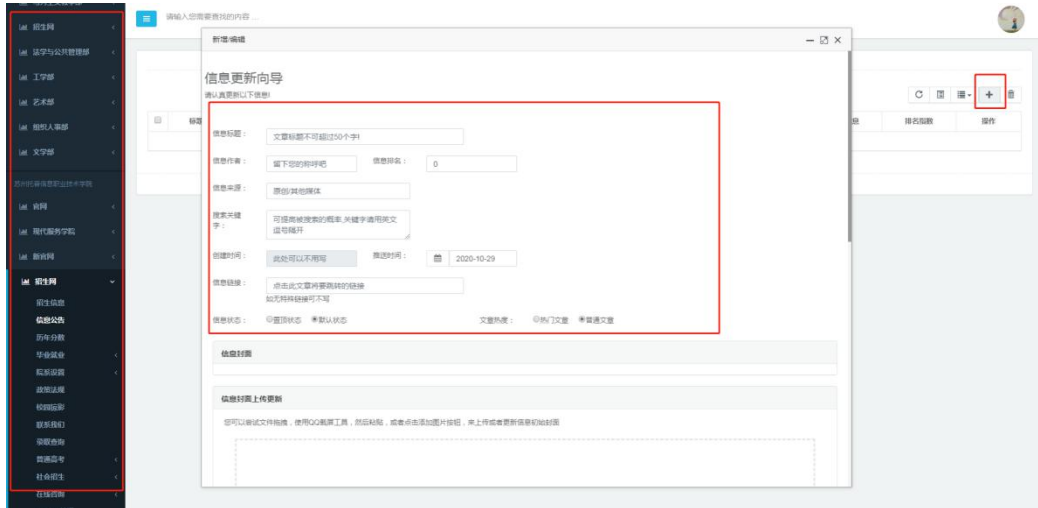 招生网
请输入您需要查找的内容 ...
法学与公共管理部
工学部
艺术部
组织人事部
文学部
苏州托普信息职业技术学院
官网
现代服务学院
新官网
招生网
招生信息
信息公告
历年分数
毕业就业
院系设置
政策法规
校园掠影
联系我们
录取查询
普通高考
社会招生
在线咨询
新增/编辑
信息更新向导
请认真更新以下信息!
信息标题：
文章标题不可超过50个字!
信息作者：
留下您的称呼吧
信息排名：
0
信息来源：
原创/其他媒体
搜索关键
字：
可提高被搜索的概率,关键字请用英文
逗号隔开
创建时间：
此处可以不用写
推送时间：
2020-10-29
信息链接：
点击此文章将要跳转的链接
如无特殊链接可不写
信息状态：
置顶状态 默认状态
文章热度：
热门文章 普通文章
信息封面
信息封面上传更新
您可以尝试文件拖拽，使用QQ截屏工具，然后粘贴，或者点击添加图片按钮，来上传或者更新信息初始封面
标题
息
排名指数
操作